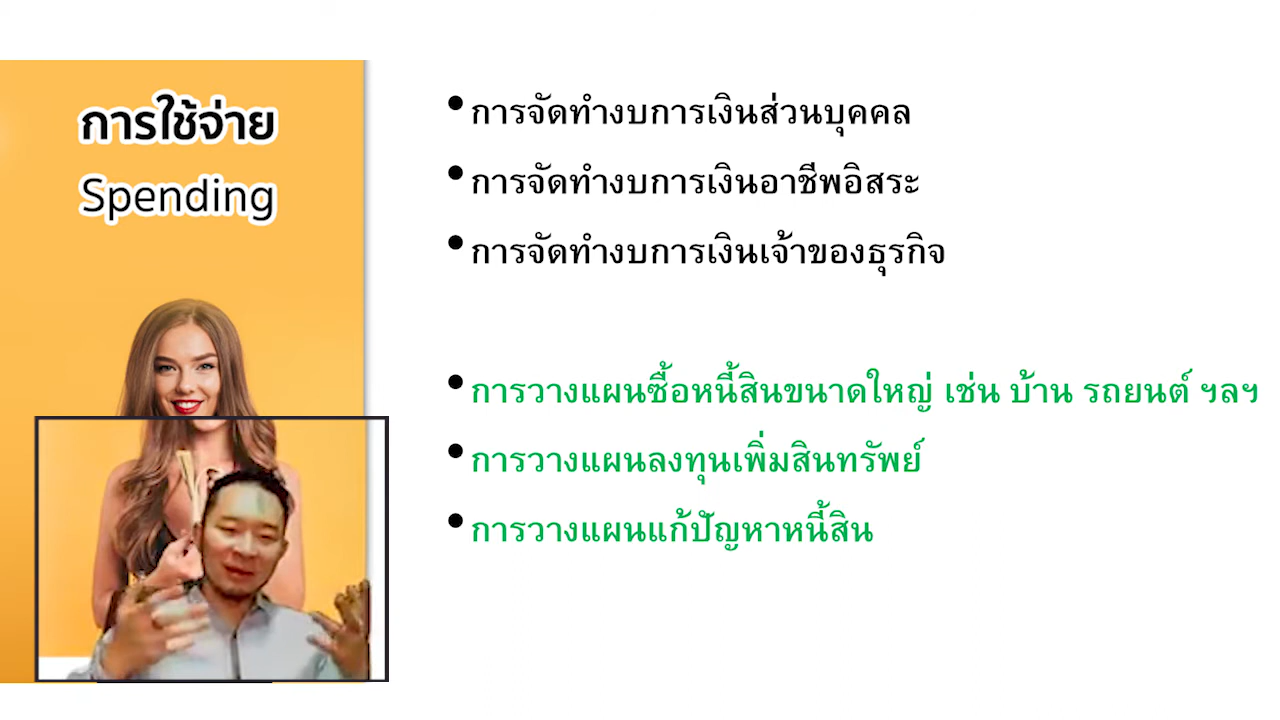 การใช้จ่าย
Spending
•การจัดทำงบการเงินส่วนบุคคล
•การจัดทำงบการเงินอาชีพอิสระ
•การจัดทำงบการเงินเจ้าของธุรกิจ
•การวางแผนซื้อหนี้สินขนาดใหญ่ เช่น บ้าน รถยนต์ ฯลฯ
•การวางแผนลงทุนเพิ่มสินทรัพย์
•การวางแผนแก้ปัญหาหนี้สิน